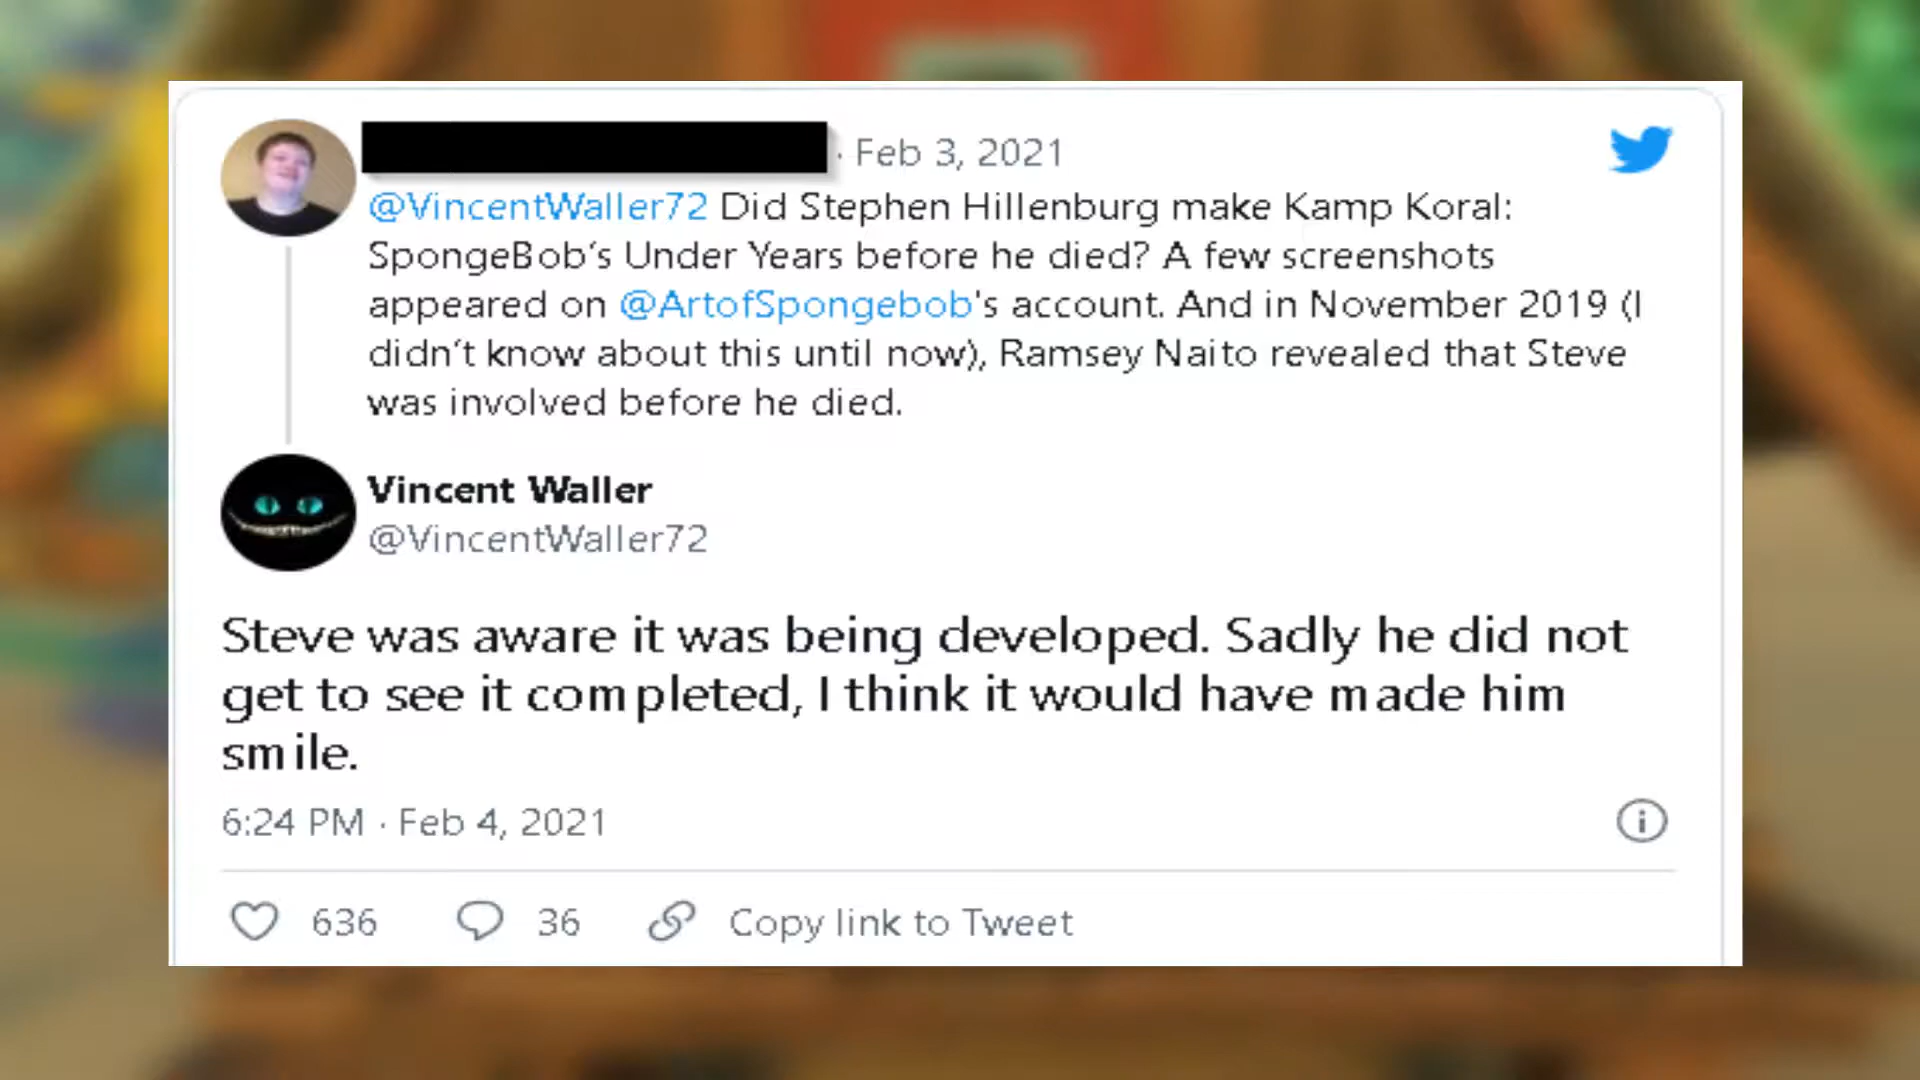 · Feb 3, 2021
@VincentWaller72 Did Stephen Hillenburg make Kamp Koral:
SpongeBob‘s Under Years before he died? A few screenshots
appeared on @ArtofSpongebob's account. And in November 2019 (I
didn‘t know about this until now), Ramsey Naito revealed that Steve
was involved before he died.
Vincent Waller
@VincentWaller72
Steve was aware it was being developed. Sadly he did not
get to see it completed, I think it would have made him
smile.
6:24 PM · Feb 4, 2021
636 36 Copy link to Tweet